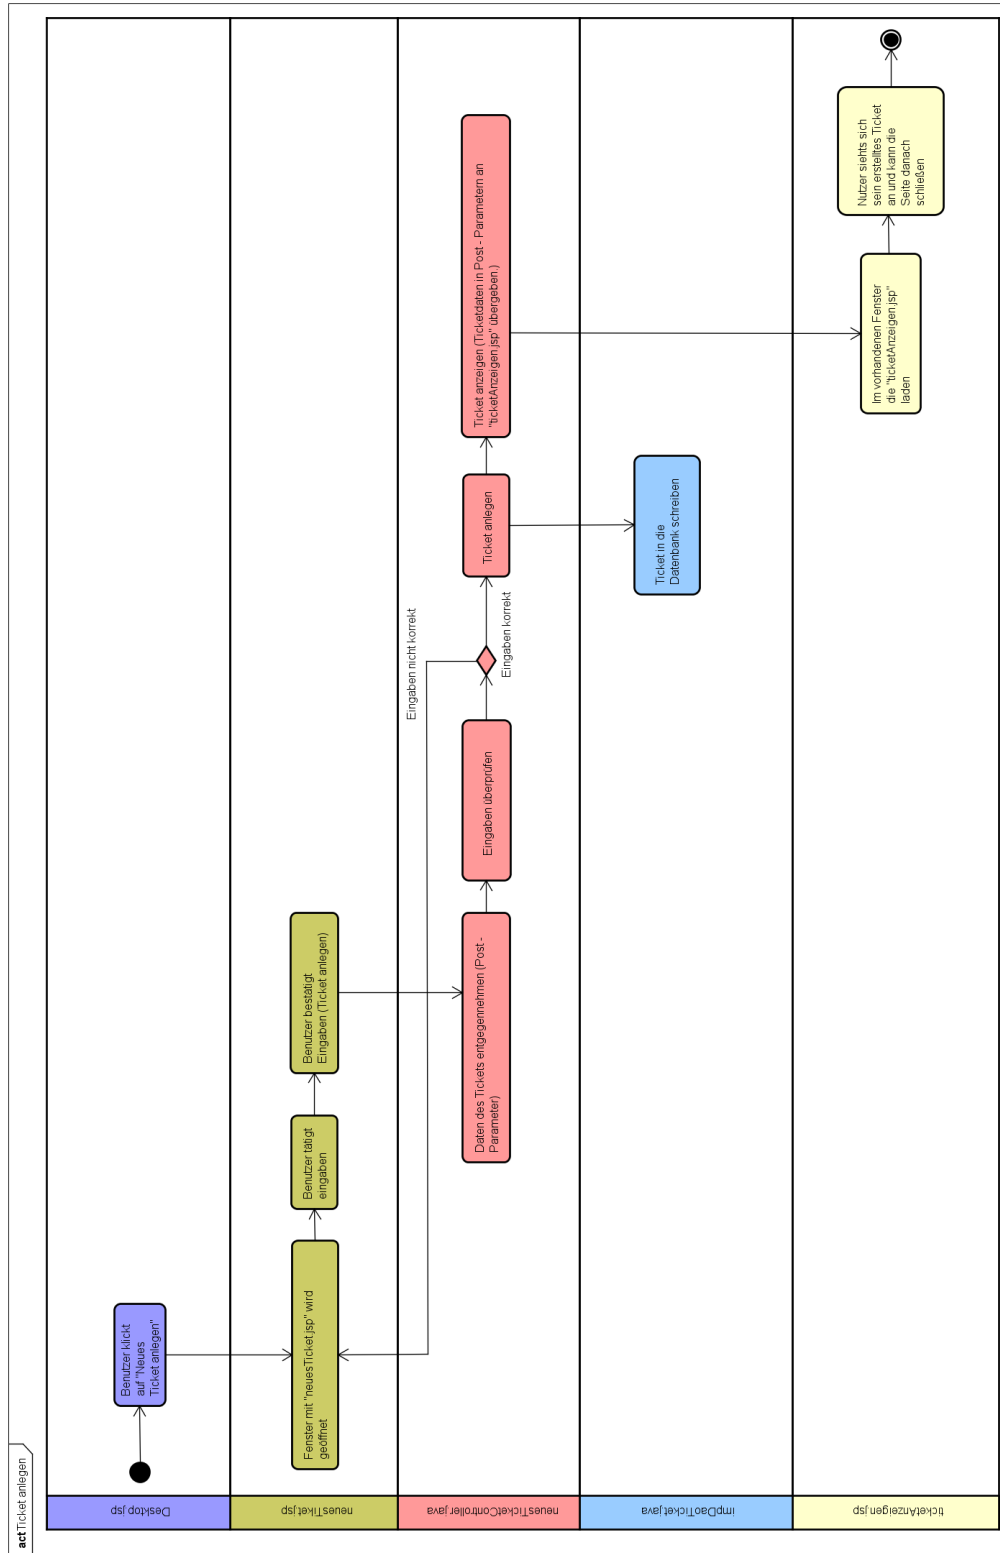 act Ticket anlegen
Desktop.jsp
Benutzer klickt
auf "Neues
Ticket anlegen"
neuesTiket.jsp
Fenster mit "neuesTicket.jsp" wird
geöffnet
Benutzer tätigt
eingaben
Benutzer bestätigt
Eingaben (Ticket anlegen)
neuesTicketController.java
Daten des Tickets entgegennehmen (Post -
Parameter)
Eingaben überprüfen
Eingaben nicht korrekt
Eingaben korrekt
Ticket anlegen
Ticket anzeigen (Ticketdaten in Post - Parametern an
"ticketAnzeigen.jsp" übergeben.)
impDaoTicket.java
Ticket in die
Datenbank schreiben
ticketAnzeigen.jsp
Im vorhandenen Fenster
die "ticketAnzeigen.jsp"
laden
Nutzer siehts sich
sein erstelltes Ticket
an und kann die
Seite danach
schließen